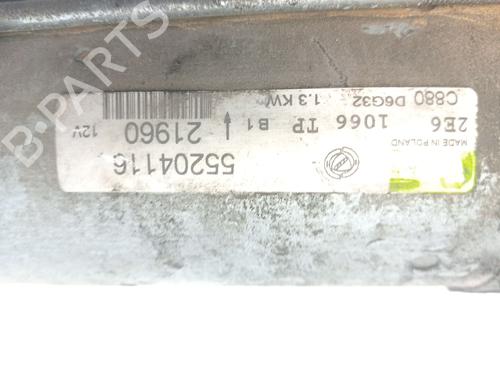 MADE IN POLAND
2E6 1066 TP B1
C880 D6G32 1.3 KW
55204116
21960 12V
B-PARTS